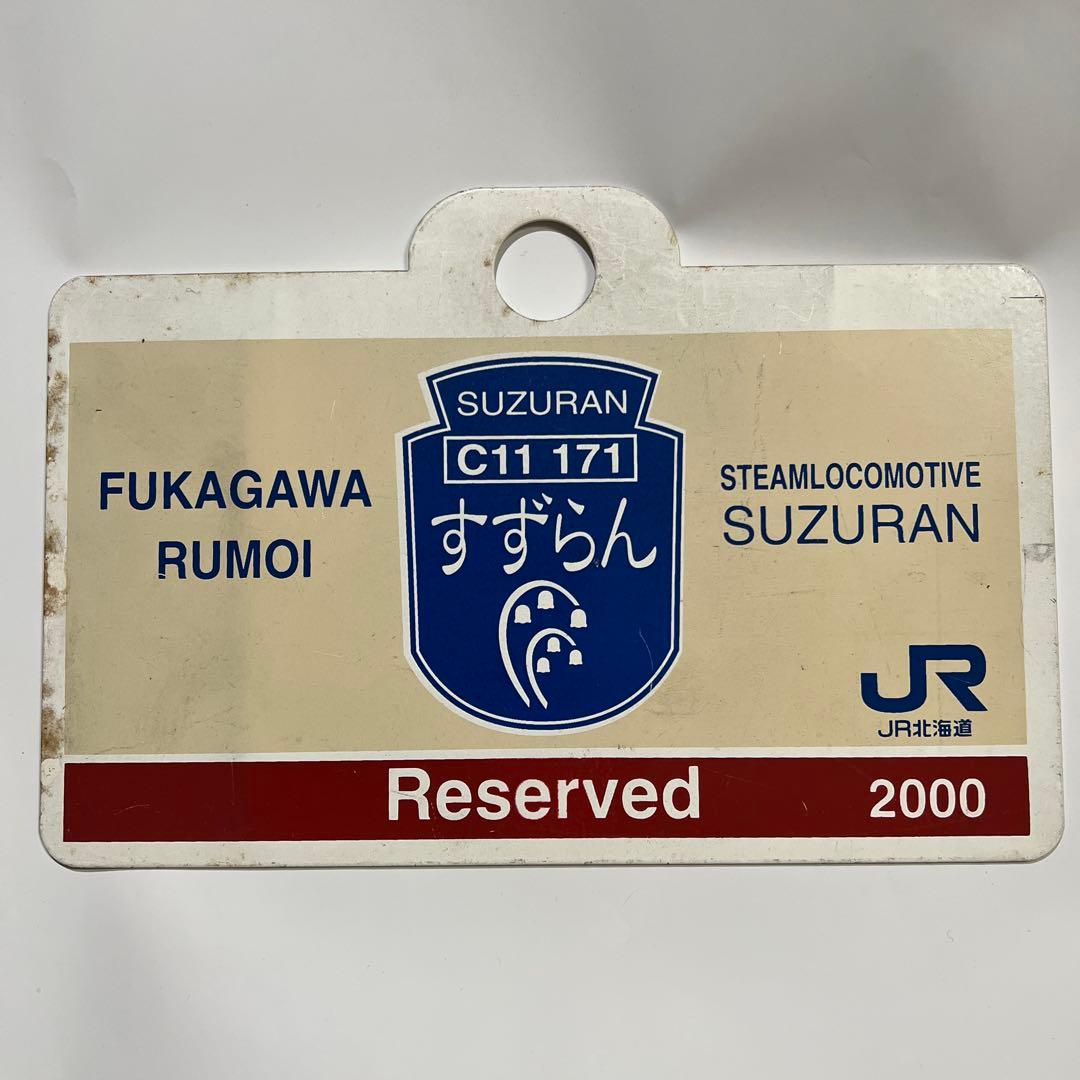 FUKAGAWA
RUMOI
SUZURAN
C11 171
すずらん
STEAMLOCOMOTIVE
SUZURAN
JR
JR北海道
Reserved
2000